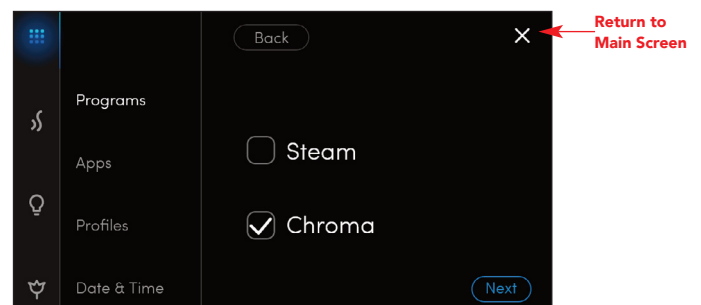 Back
Return to
Main Screen
Programs
Steam
Apps
Chroma
Profiles
Date & Time
Next